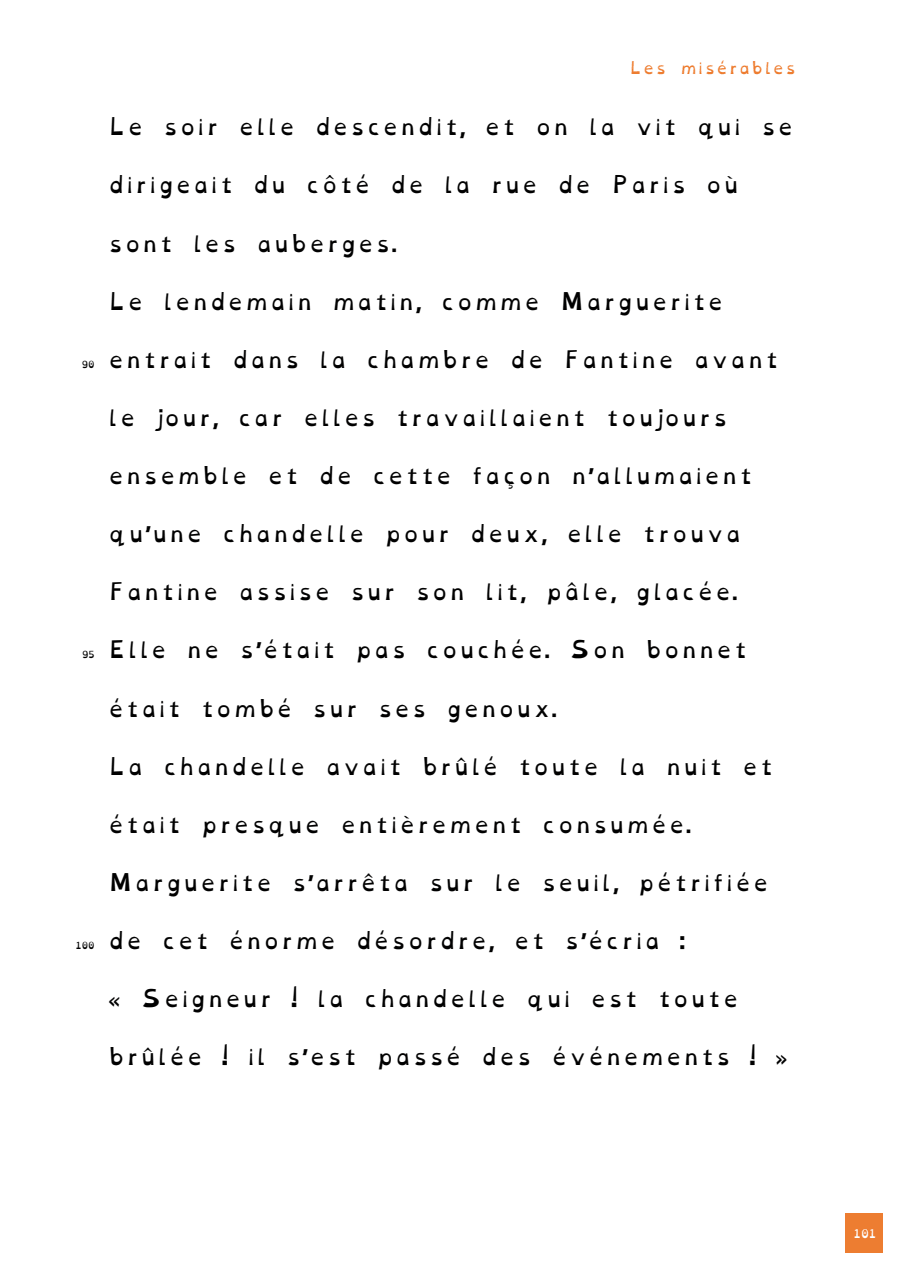 Les misérables
Le soir elle descendit, et on la vit qui se
dirigeait du côté de la rue de Paris où
sont les auberges.
Le lendemain matin, comme Marguerite
90 entrait dans la chambre de Fantine avant
le jour, car elles travaillaient toujours
ensemble et de cette façon n’allumaient
qu’une chandelle pour deux, elle trouva
Fantine assise sur son lit, pâle, glacée.
95 Elle ne s’était pas couchée. Son bonnet
était tombé sur ses genoux.
La chandelle avait brûlé toute la nuit et
était presque entièrement consumée.
Marguerite s’arrêta sur le seuil, pétrifiée
100 de cet énorme désordre, et s’écria :
« Seigneur ! la chandelle qui est toute
brûlée ! il s’est passé des événements ! »
101